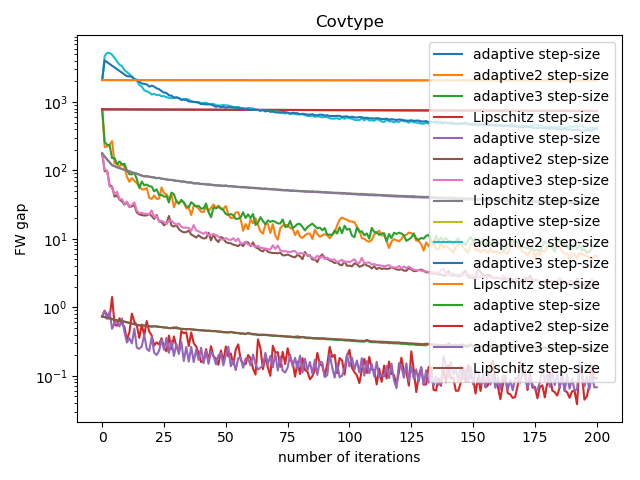 Covtype
FW gap
10³
10²
10¹
10⁰
10⁻¹
adaptive step-size
adaptive2 step-size
adaptive3 step-size
Lipschitz step-size
adaptive step-size
adaptive2 step-size
adaptive3 step-size
Lipschitz step-size
adaptive step-size
adaptive2 step-size
adaptive3 step-size
Lipschitz step-size
adaptive step-size
adaptive2 step-size
adaptive3 step-size
Lipschitz step-size
0 25 50 75 100 125 150 175 200
number of iterations